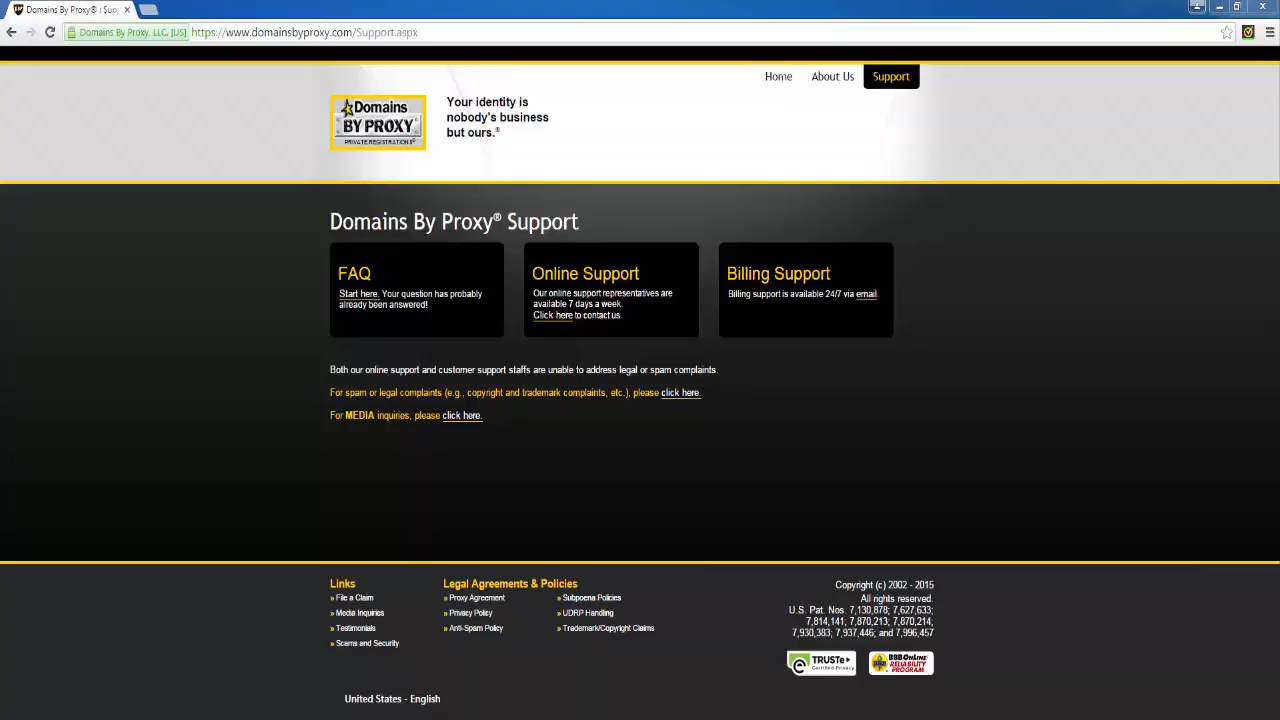 Domains By Proxy® : Sup
Domains By Proxy, LLC. [US]
https://www.domainsbyproxy.com/Support.aspx
Home
About Us
Support
Domains
BY PROXY
PRIVATE REGISTRATIONS®
Your identity is
nobody's business
but ours.®
Domains By Proxy® Support
FAQ
Start here. Your question has probably
already been answered!
Online Support
Our online support representatives are
available 7 days a week.
Click here to contact us.
Billing Support
Billing support is available 24/7 via email.
Both our online support and customer support staffs are unable to address legal or spam complaints.
For spam or legal complaints (e.g., copyright and trademark complaints, etc.), please click here.
For MEDIA inquiries, please click here.
Links
» File a Claim
» Media Inquiries
» Testimonials
» Scams and Security
Legal Agreements & Policies
» Proxy Agreement
» Privacy Policy
» Anti-Spam Policy
» Subpoena Policies
» UDRP Handling
» Trademark/Copyright Claims
Copyright (c) 2002 - 2015
All rights reserved.
U.S. Pat. Nos. 7,130,878; 7,627,633;
7,814,141; 7,870,213; 7,870,214;
7,930,383; 7,937,446; and 7,996,457
TRUSTe
Certified Privacy
BBB OnLine
RELIABILITY
PROGRAM
United States - English